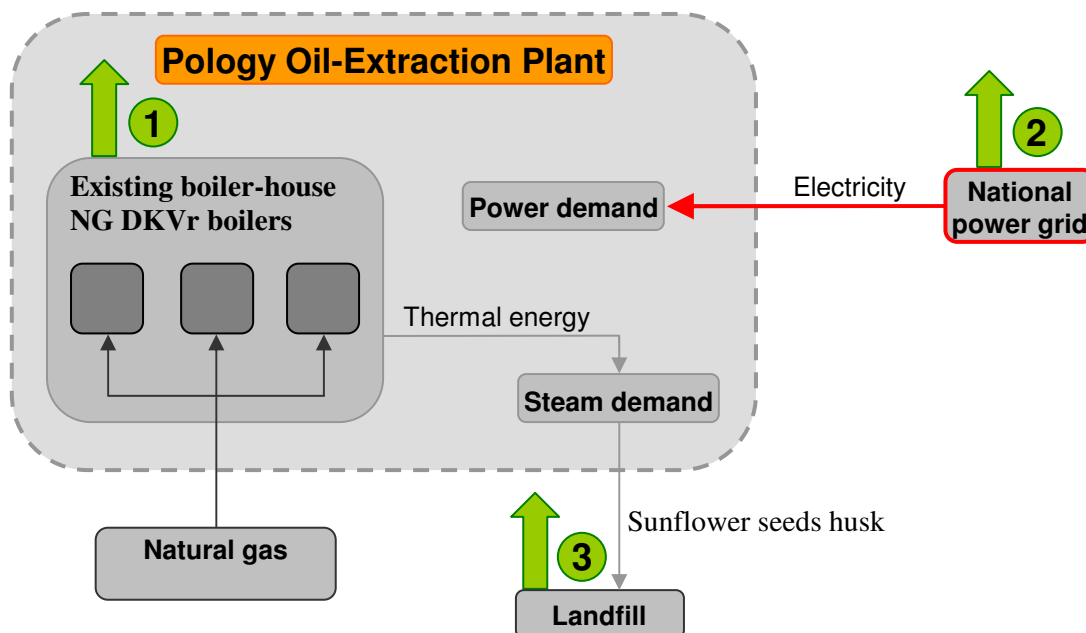 Pology Oil-Extraction Plant
1
2
Existing boiler-house
NG DKVr boilers
Power demand
Electricity
National
power grid
Thermal energy
Steam demand
Sunflower seeds husk
Natural gas
3
Landfill